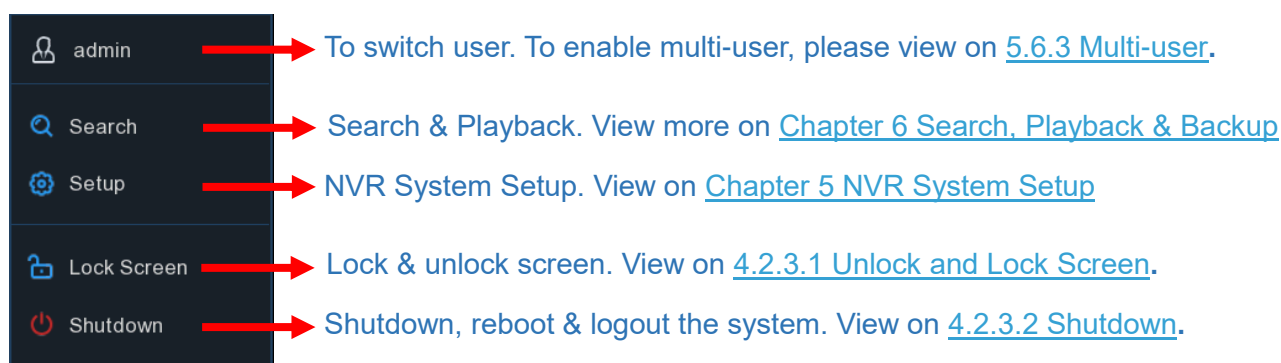 admin To switch user. To enable multi-user, please view on 5.6.3 Multi-user.
Search Search & Playback. View more on Chapter 6 Search, Playback & Backup
Setup NVR System Setup. View on Chapter 5 NVR System Setup
Lock Screen Lock & unlock screen. View on 4.2.3.1 Unlock and Lock Screen.
Shutdown Shutdown, reboot & logout the system. View on 4.2.3.2 Shutdown.